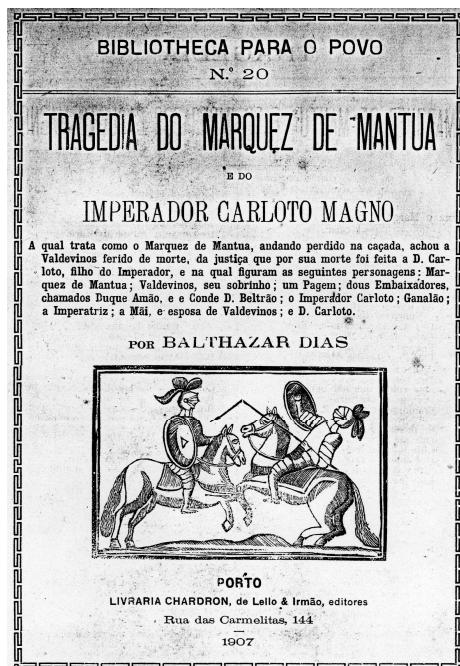 BIBLIOTHECA PARA O POVO
N.º 20
TRAGEDIA DO MARQUEZ DE MANTUA
E DO
IMPERADOR CARLOTO MAGNO
A qual trata como o Marquez de Mantua, andando perdido na caçada, achou a
Valdevinos ferido de morte, da justiça que por sua morte foi feita a D. Car-
loto, filho do Imperador, e na qual figuram as seguintes personagens: Mar-
quez de Mantua; Valdevinos, seu sobrinho; um Pagem; dous Embaixadores,
chamados Duque Amão, e e Conde D. Beltrão; o Imperador Carloto; Ganalão;
a Imperatriz; a Mãi, e esposa de Valdevinos; e D. Carloto.
POR BALTHAZAR DIAS
PORTO
LIVRARIA CHARDRON, de Lello & Irmão, editores
Rua das Carmelitas, 144
1907